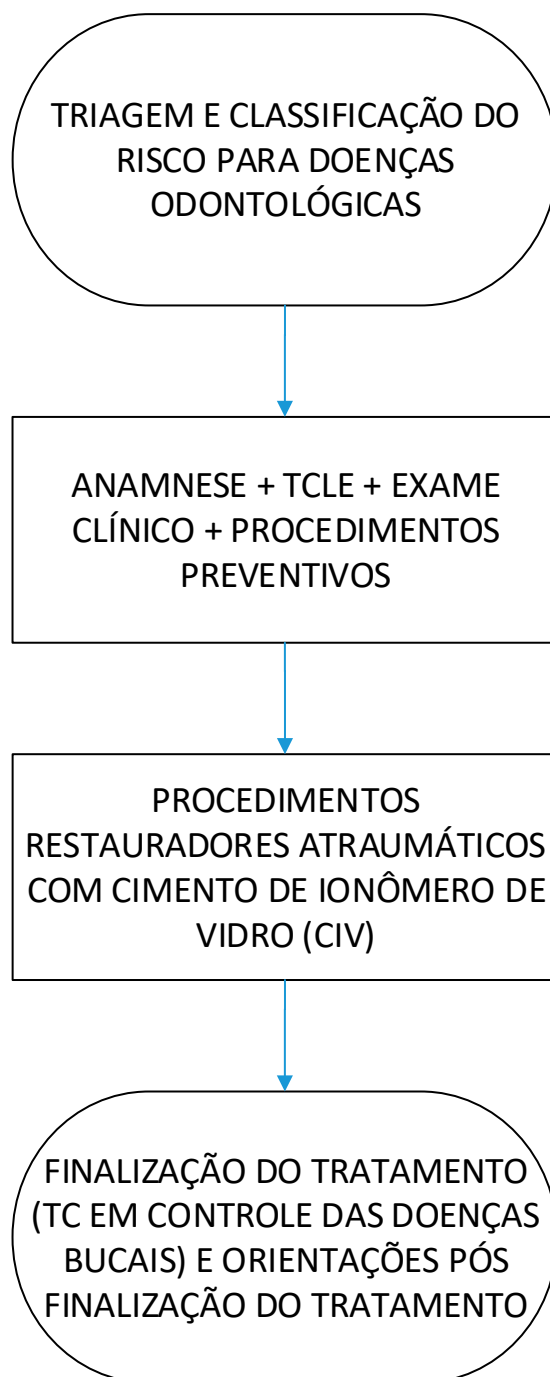 TRIAGEM E CLASSIFICAÇÃO DO
RISCO PARA DOENÇAS
ODONTOLÓGICAS
ANAMNESE + TCLE + EXAME
CLÍNICO + PROCEDIMENTOS
PREVENTIVOS
PROCEDIMENTOS
RESTAURADORES ATRAUMÁTICOS
COM CIMENTO DE IONÔMERO DE
VIDRO (CIV)
FINALIZAÇÃO DO TRATAMENTO
(TC EM CONTROLE DAS DOENÇAS
BUCAIS) E ORIENTAÇÕES PÓS
FINALIZAÇÃO DO TRATAMENTO